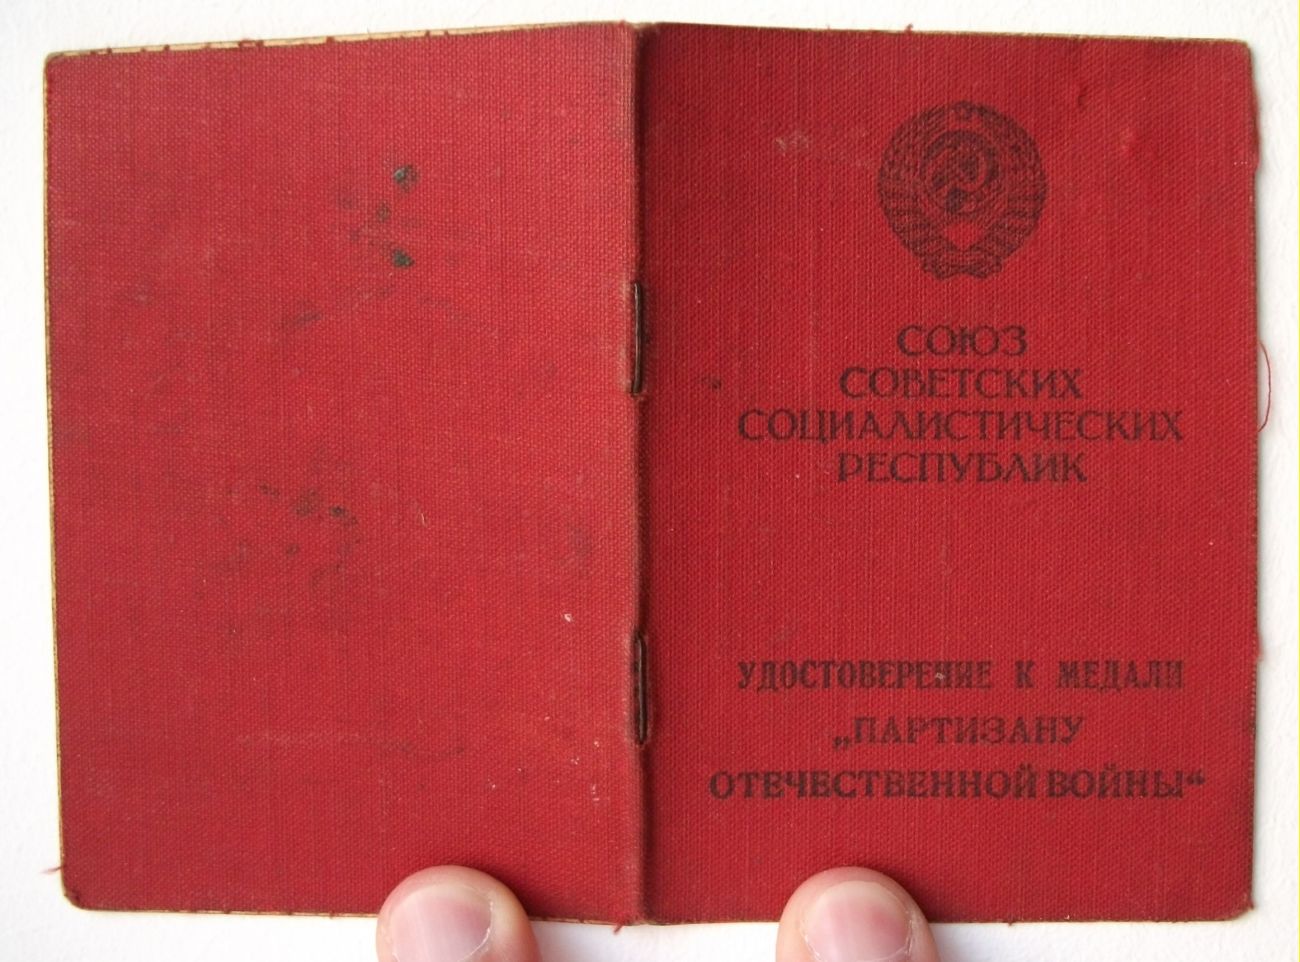 СОЮЗ
СОВЕТСКИХ
СОЦИАЛИСТИЧЕСКИХ
РЕСПУБЛИК
УДОСТОВЕРЕНИЕ К МЕДАЛИ
„ПАРТИЗАНУ
ОТЕЧЕСТВЕННОЙ ВОЙНЫ“